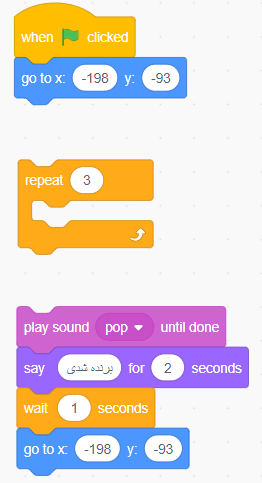 when clicked
go to x: -198 y: -93
repeat 3
play sound pop until done
say برنده شدی for 2 seconds
wait 1 seconds
go to x: -198 y: -93